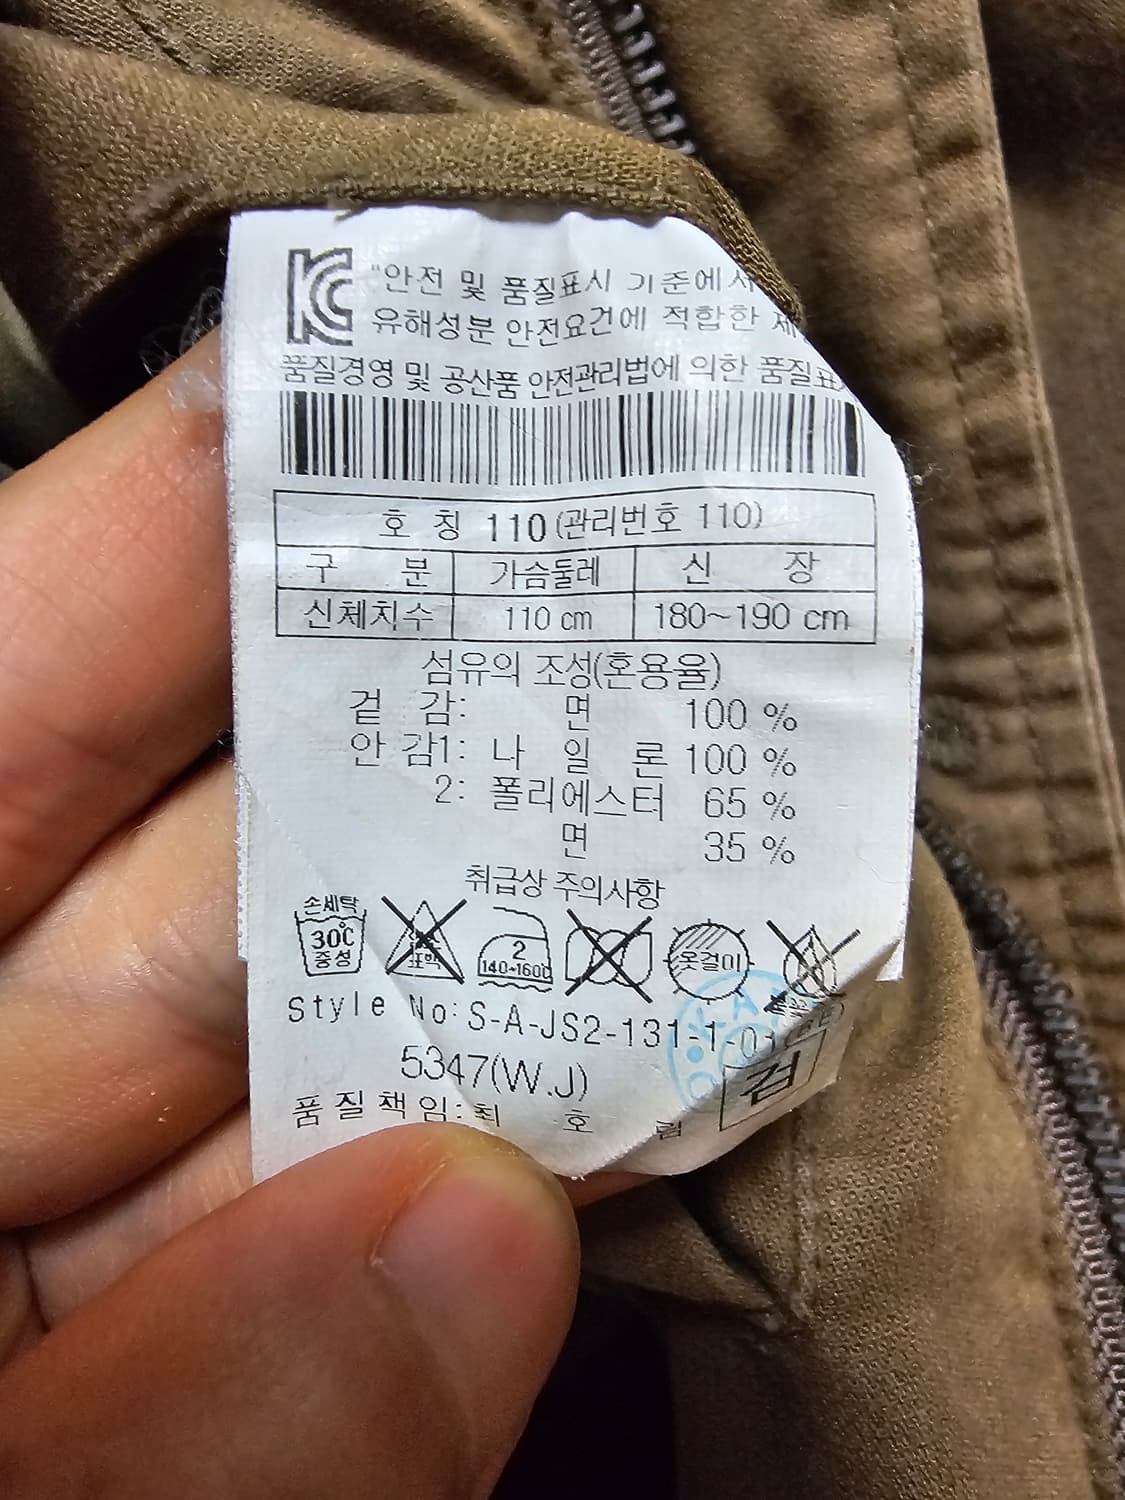 KC "안전 및 품질표시 기준에서
유해성분 안전요건에 적합한
품질경영 및 공산품 안전관리법에 의한 품질표
호 칭 110(관리번호 110)
구 분 가슴둘레 신 장
신체치수 110 cm 180~190 cm
섬유의 조성(혼용율)
겉 감: 면 100 %
안 감1: 나 일 론 100 %
2: 폴리에스터 65 %
면 35 %
취급상 주의사항
손세탁
30℃ 중성
표백
2 140~160℃
옷걸이
Style No: S-A-JS2-131-1-01
5347(W.J)
검
품질책임: 최 호 림